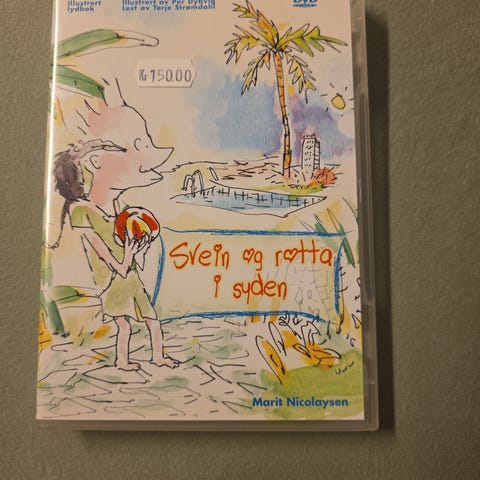 Illustrert
lydbok
Illustrert av Per Dybvig
Lest av Terje Strømdahl
DVD
Kr 150.00
Svein og rotta
i syden
Marit Nicolaysen